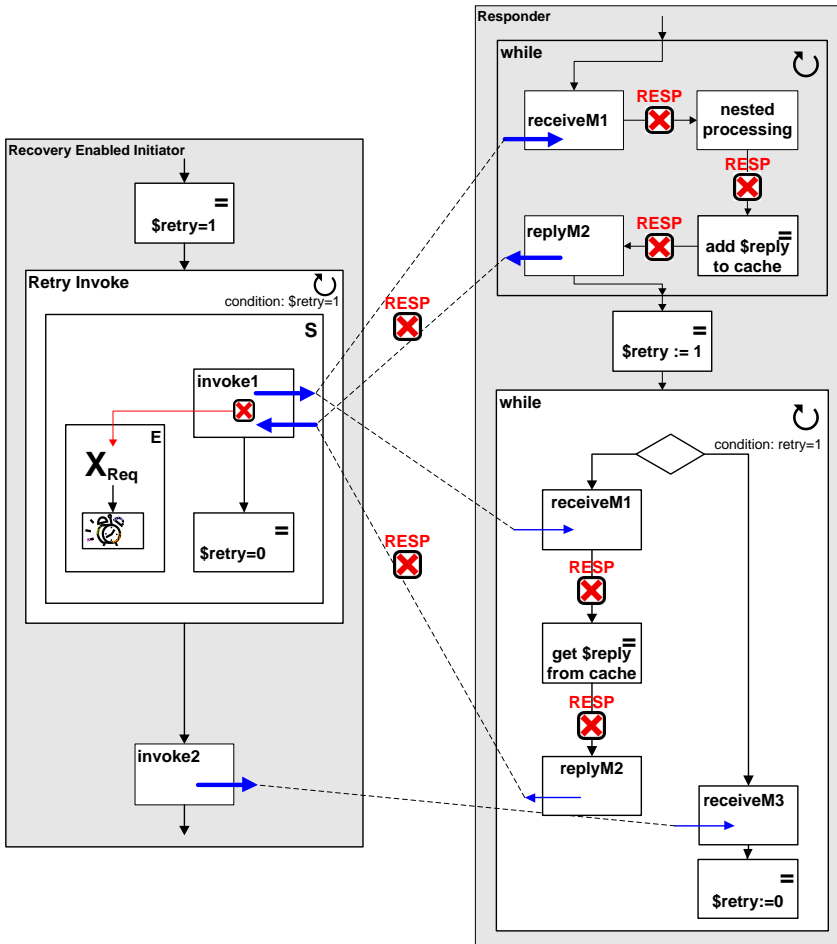 Recovery Enabled Initiator
=
$retry=1
Retry Invoke
condition: $retry=1
S
invoke1
E
XReq
=
$retry=0
invoke2
RESP
RESP
Responder
while
receiveM1
RESP
nested
processing
RESP
replyM2
RESP
=
add $reply
to cache
=
$retry := 1
while
condition: retry=1
receiveM1
RESP
=
get $reply
from cache
RESP
replyM2
receiveM3
=
$retry:=0